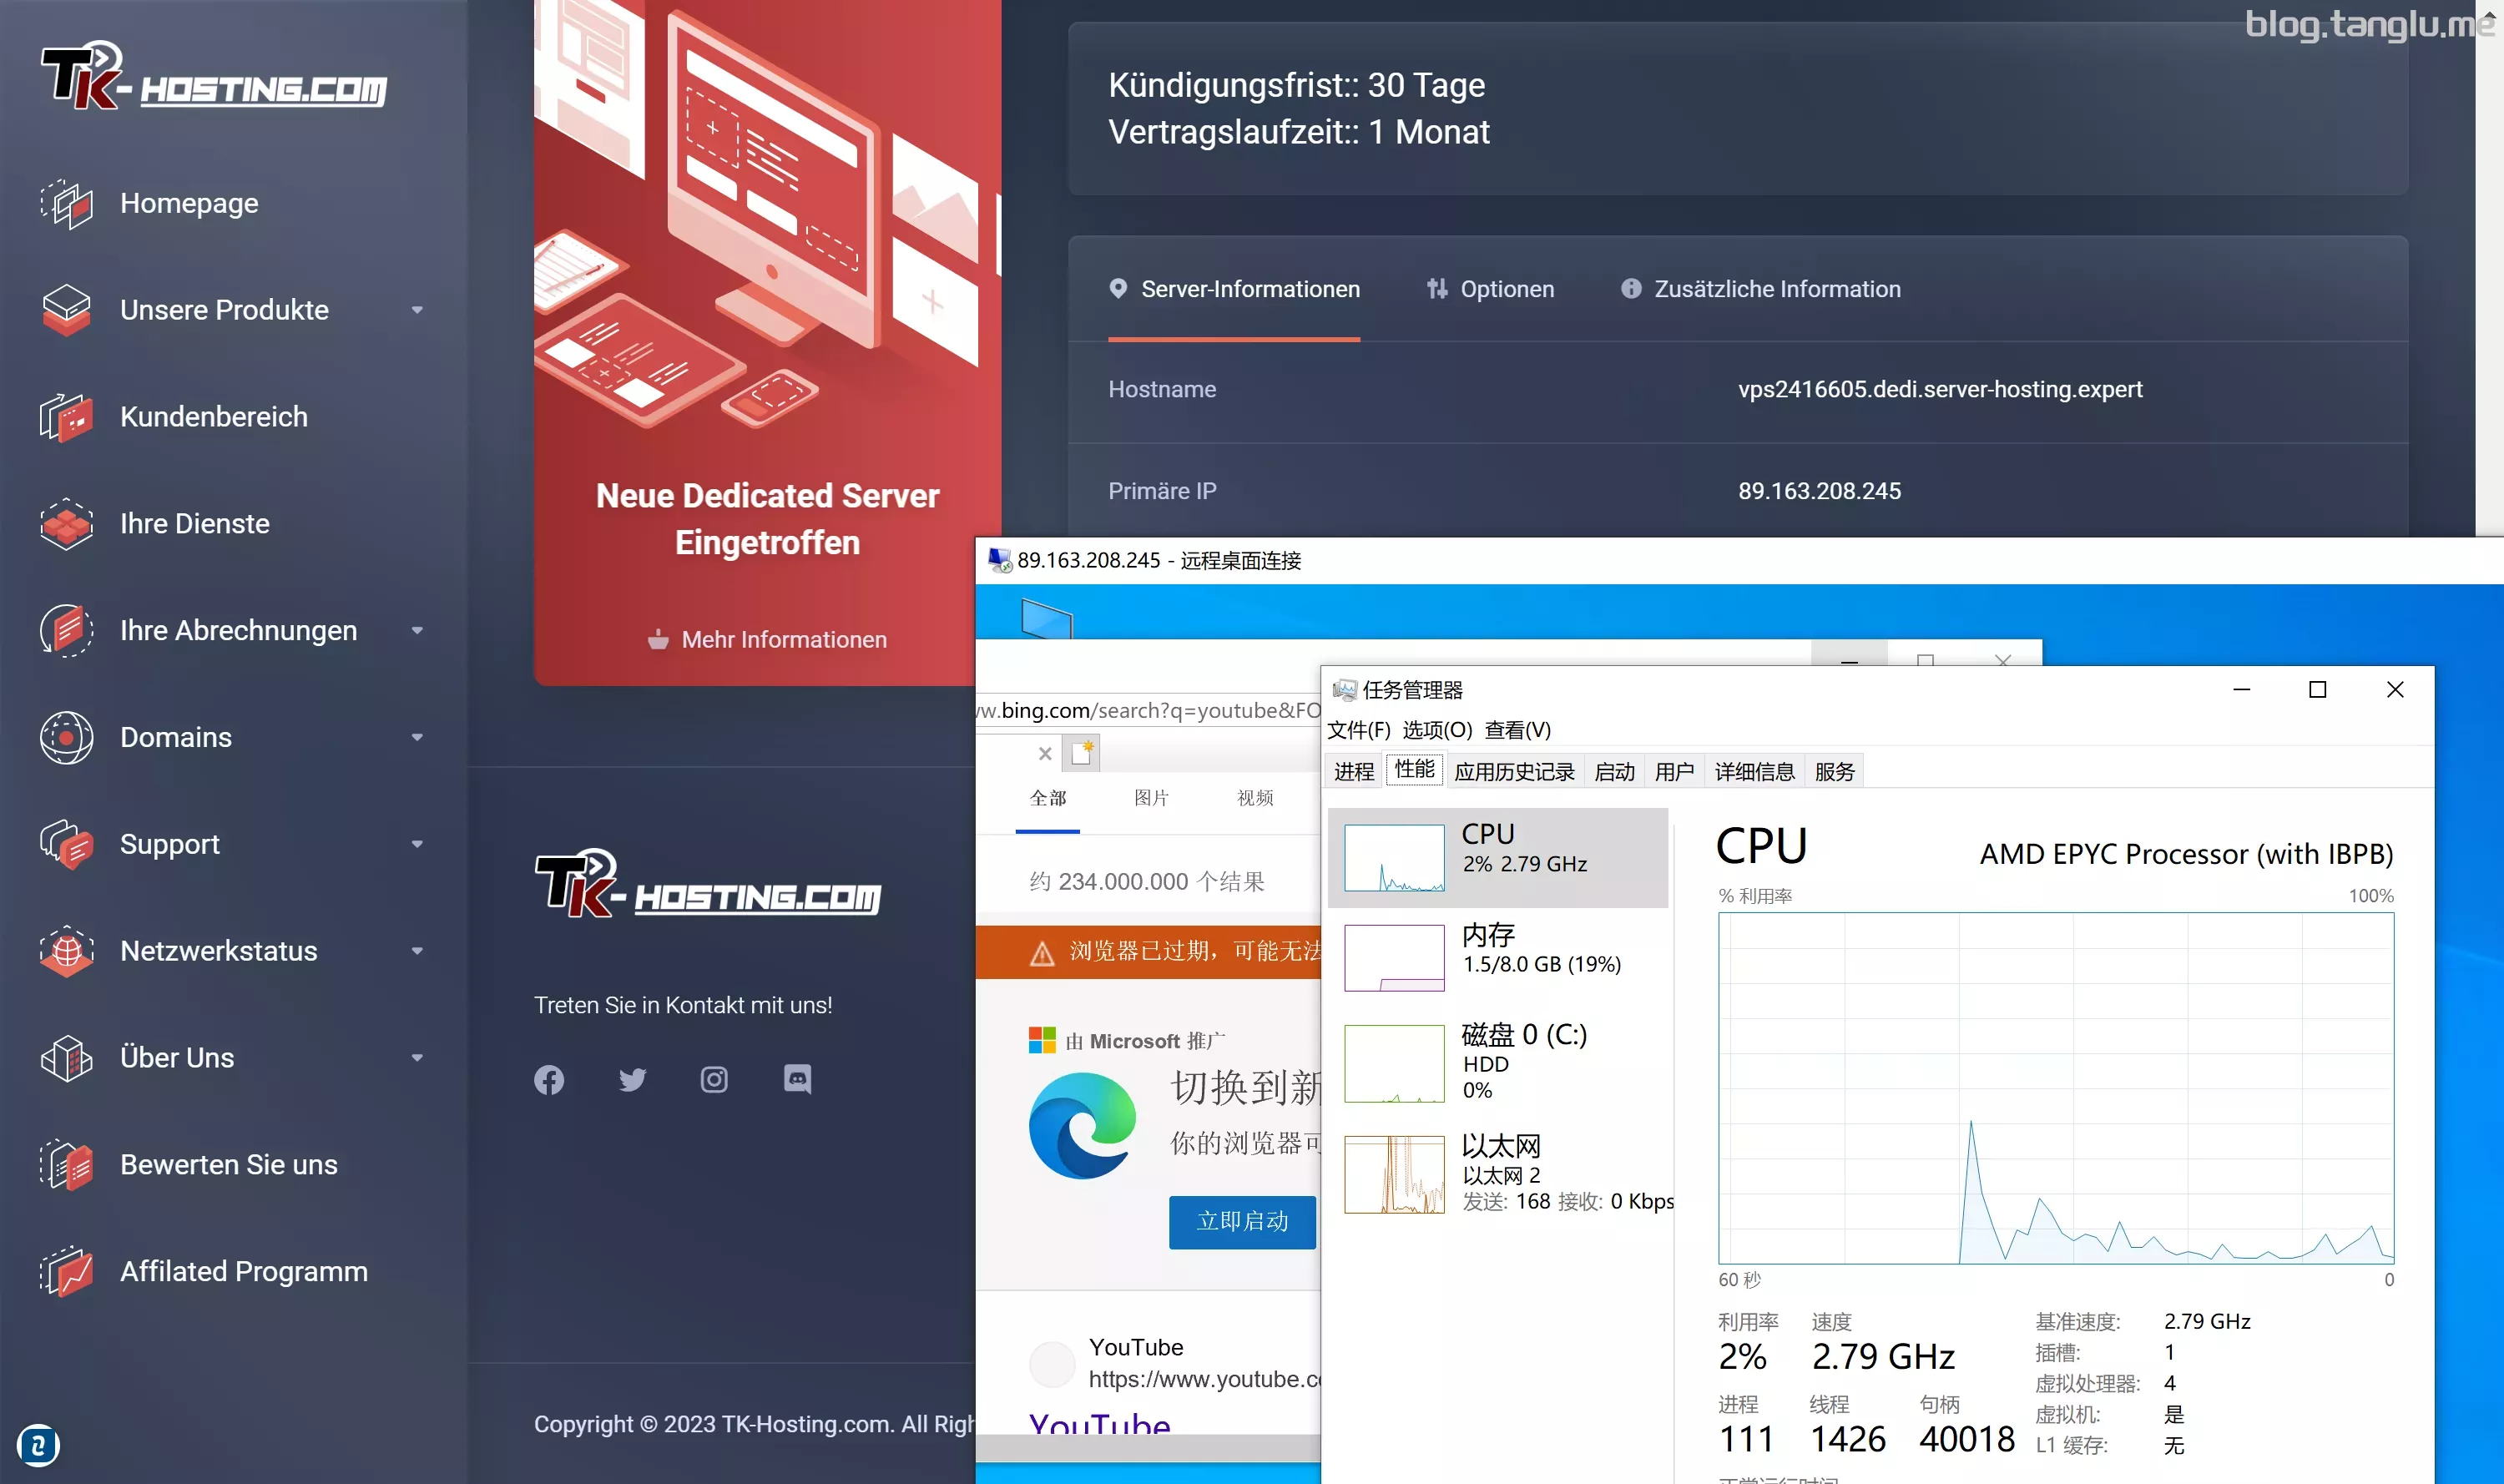 TK-HOSTING.COM
Homepage
Unsere Produkte
Kundenbereich
Ihre Dienste
Ihre Abrechnungen
Domains
Support
Netzwerkstatus
Über Uns
Bewerten Sie uns
Affilated Programm
Neue Dedicated Server
Eingetroffen
Mehr Informationen
TK-HOSTING.COM
Treten Sie in Kontakt mit uns!
Copyright © 2023 TK-Hosting.com. All Righ
blog.tanglu.me
Kündigungsfrist:: 30 Tage
Vertragslaufzeit:: 1 Monat
Server-Informationen
Optionen
Zusätzliche Information
Hostname vps2416605.dedi.server-hosting.expert
Primäre IP 89.163.208.245
89.163.208.245 - 远程桌面连接
w.bing.com/search?q=youtube&FO
全部 图片 视频
约 234.000.000 个结果
浏览器已过期，可能无法
由 Microsoft 推广
切换到新
你的浏览器可
立即启动
YouTube
https://www.youtube.co
YouTube
任务管理器
文件(F) 选项(O) 查看(V)
进程 性能 应用历史记录 启动 用户 详细信息 服务
CPU
2% 2.79 GHz
内存
1.5/8.0 GB (19%)
磁盘 0 (C:)
HDD
0%
以太网
以太网 2
发送: 168 接收: 0 Kbps
CPU AMD EPYC Processor (with IBPB)
% 利用率 100%
60 秒 0
利用率 速度
2% 2.79 GHz
进程 线程 句柄
111 1426 40018
基准速度: 2.79 GHz
插槽: 1
虚拟处理器: 4
虚拟机: 是
L1 缓存: 无
正常运行时间